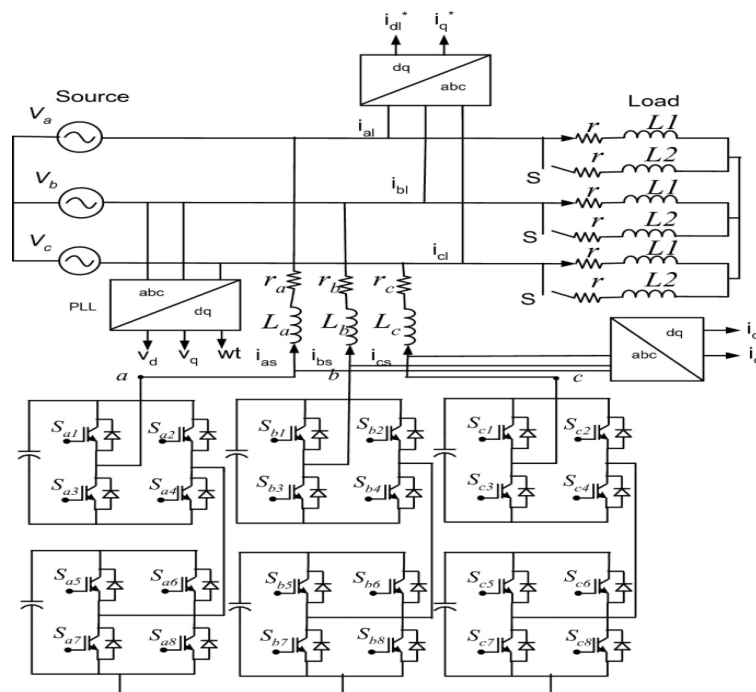 i_dl* i_q*
dq
abc
Source
Load
V_a
i_al
r L1
S r L2
V_b
i_bl
r L1
S r L2
V_c
i_cl
r L1
S r L2
PLL
abc
dq
r_a r_b r_c
L_a L_b L_c
v_d v_q wt
i_as i_bs i_cs
dq
abc
i_d
a b c
S_a1 S_a2 S_b1 S_b2 S_c1 S_c2
S_a3 S_a4 S_b3 S_b4 S_c3 S_c4
S_a5 S_a6 S_b5 S_b6 S_c5 S_c6
S_a7 S_a8 S_b7 S_b8 S_c7 S_c8